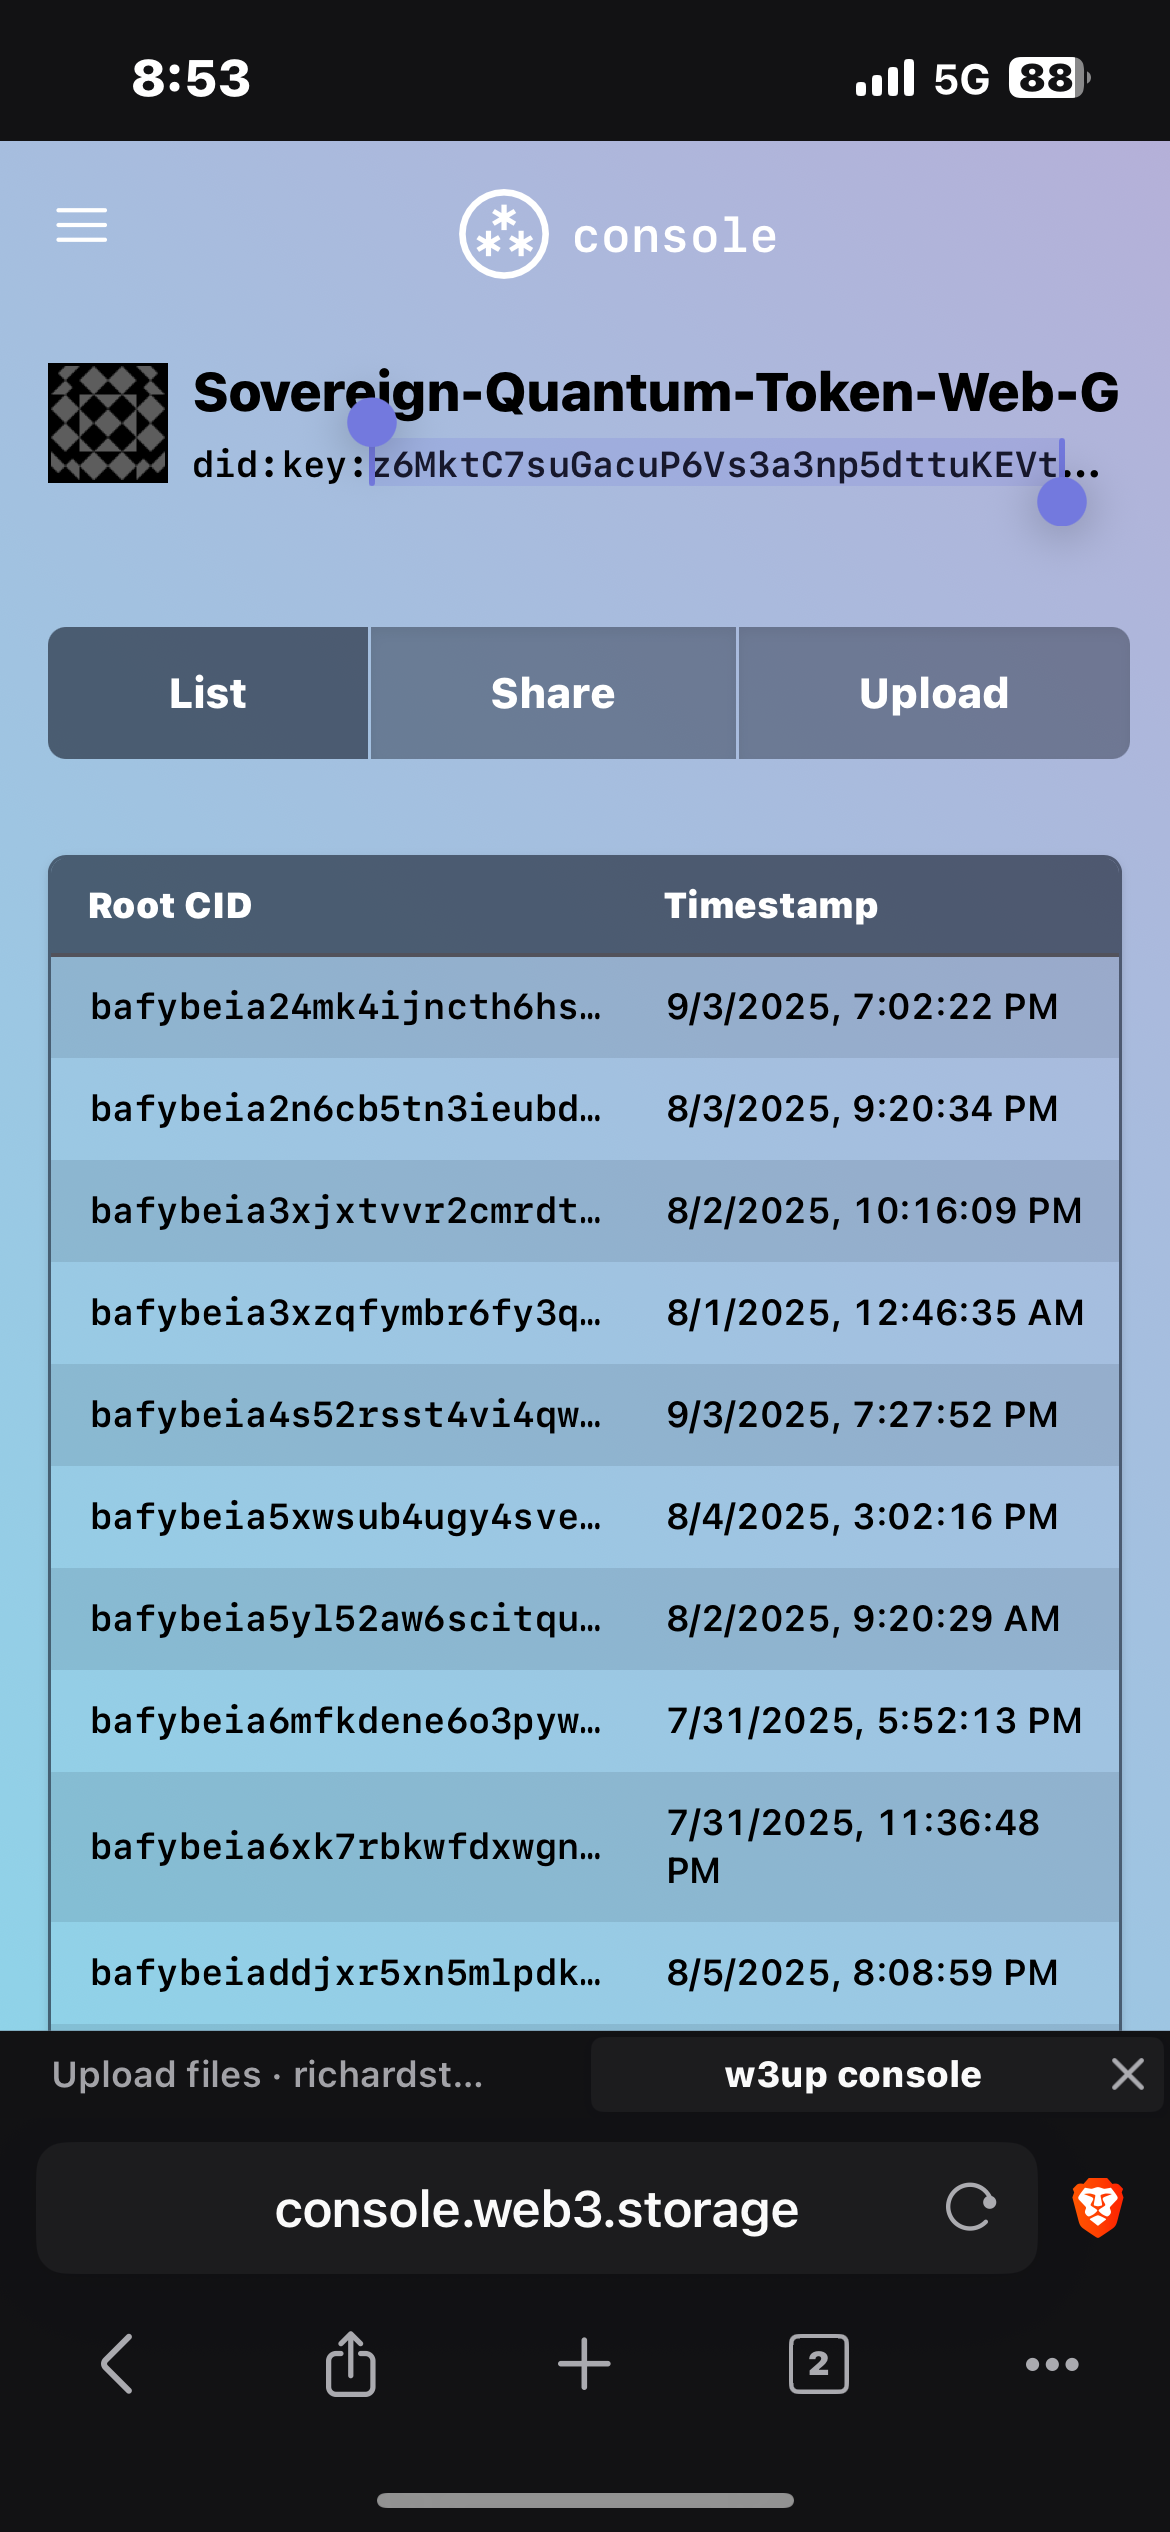 8:53 5G 88
console
Sovereign-Quantum-Token-Web-G
did:key:z6MktC7suGacuP6Vs3a3np5dttuKEVt...
List Share Upload
Root CID Timestamp
bafybeia24mk4ijncth6hs… 9/3/2025, 7:02:22 PM
bafybeia2n6cb5tn3ieubd… 8/3/2025, 9:20:34 PM
bafybeia3xjxtvvr2cmrdt… 8/2/2025, 10:16:09 PM
bafybeia3xzqfymbr6fy3q… 8/1/2025, 12:46:35 AM
bafybeia4s52rsst4vi4qw… 9/3/2025, 7:27:52 PM
bafybeia5xwsub4ugy4sve… 8/4/2025, 3:02:16 PM
bafybeia5yl52aw6scitqu… 8/2/2025, 9:20:29 AM
bafybeia6mfkdene6o3pyw… 7/31/2025, 5:52:13 PM
bafybeia6xk7rbkwfdxwgn… 7/31/2025, 11:36:48
PM
bafybeiaddjxr5xn5mlpdk… 8/5/2025, 8:08:59 PM
Upload files · richardst... w3up console
console.web3.storage
2